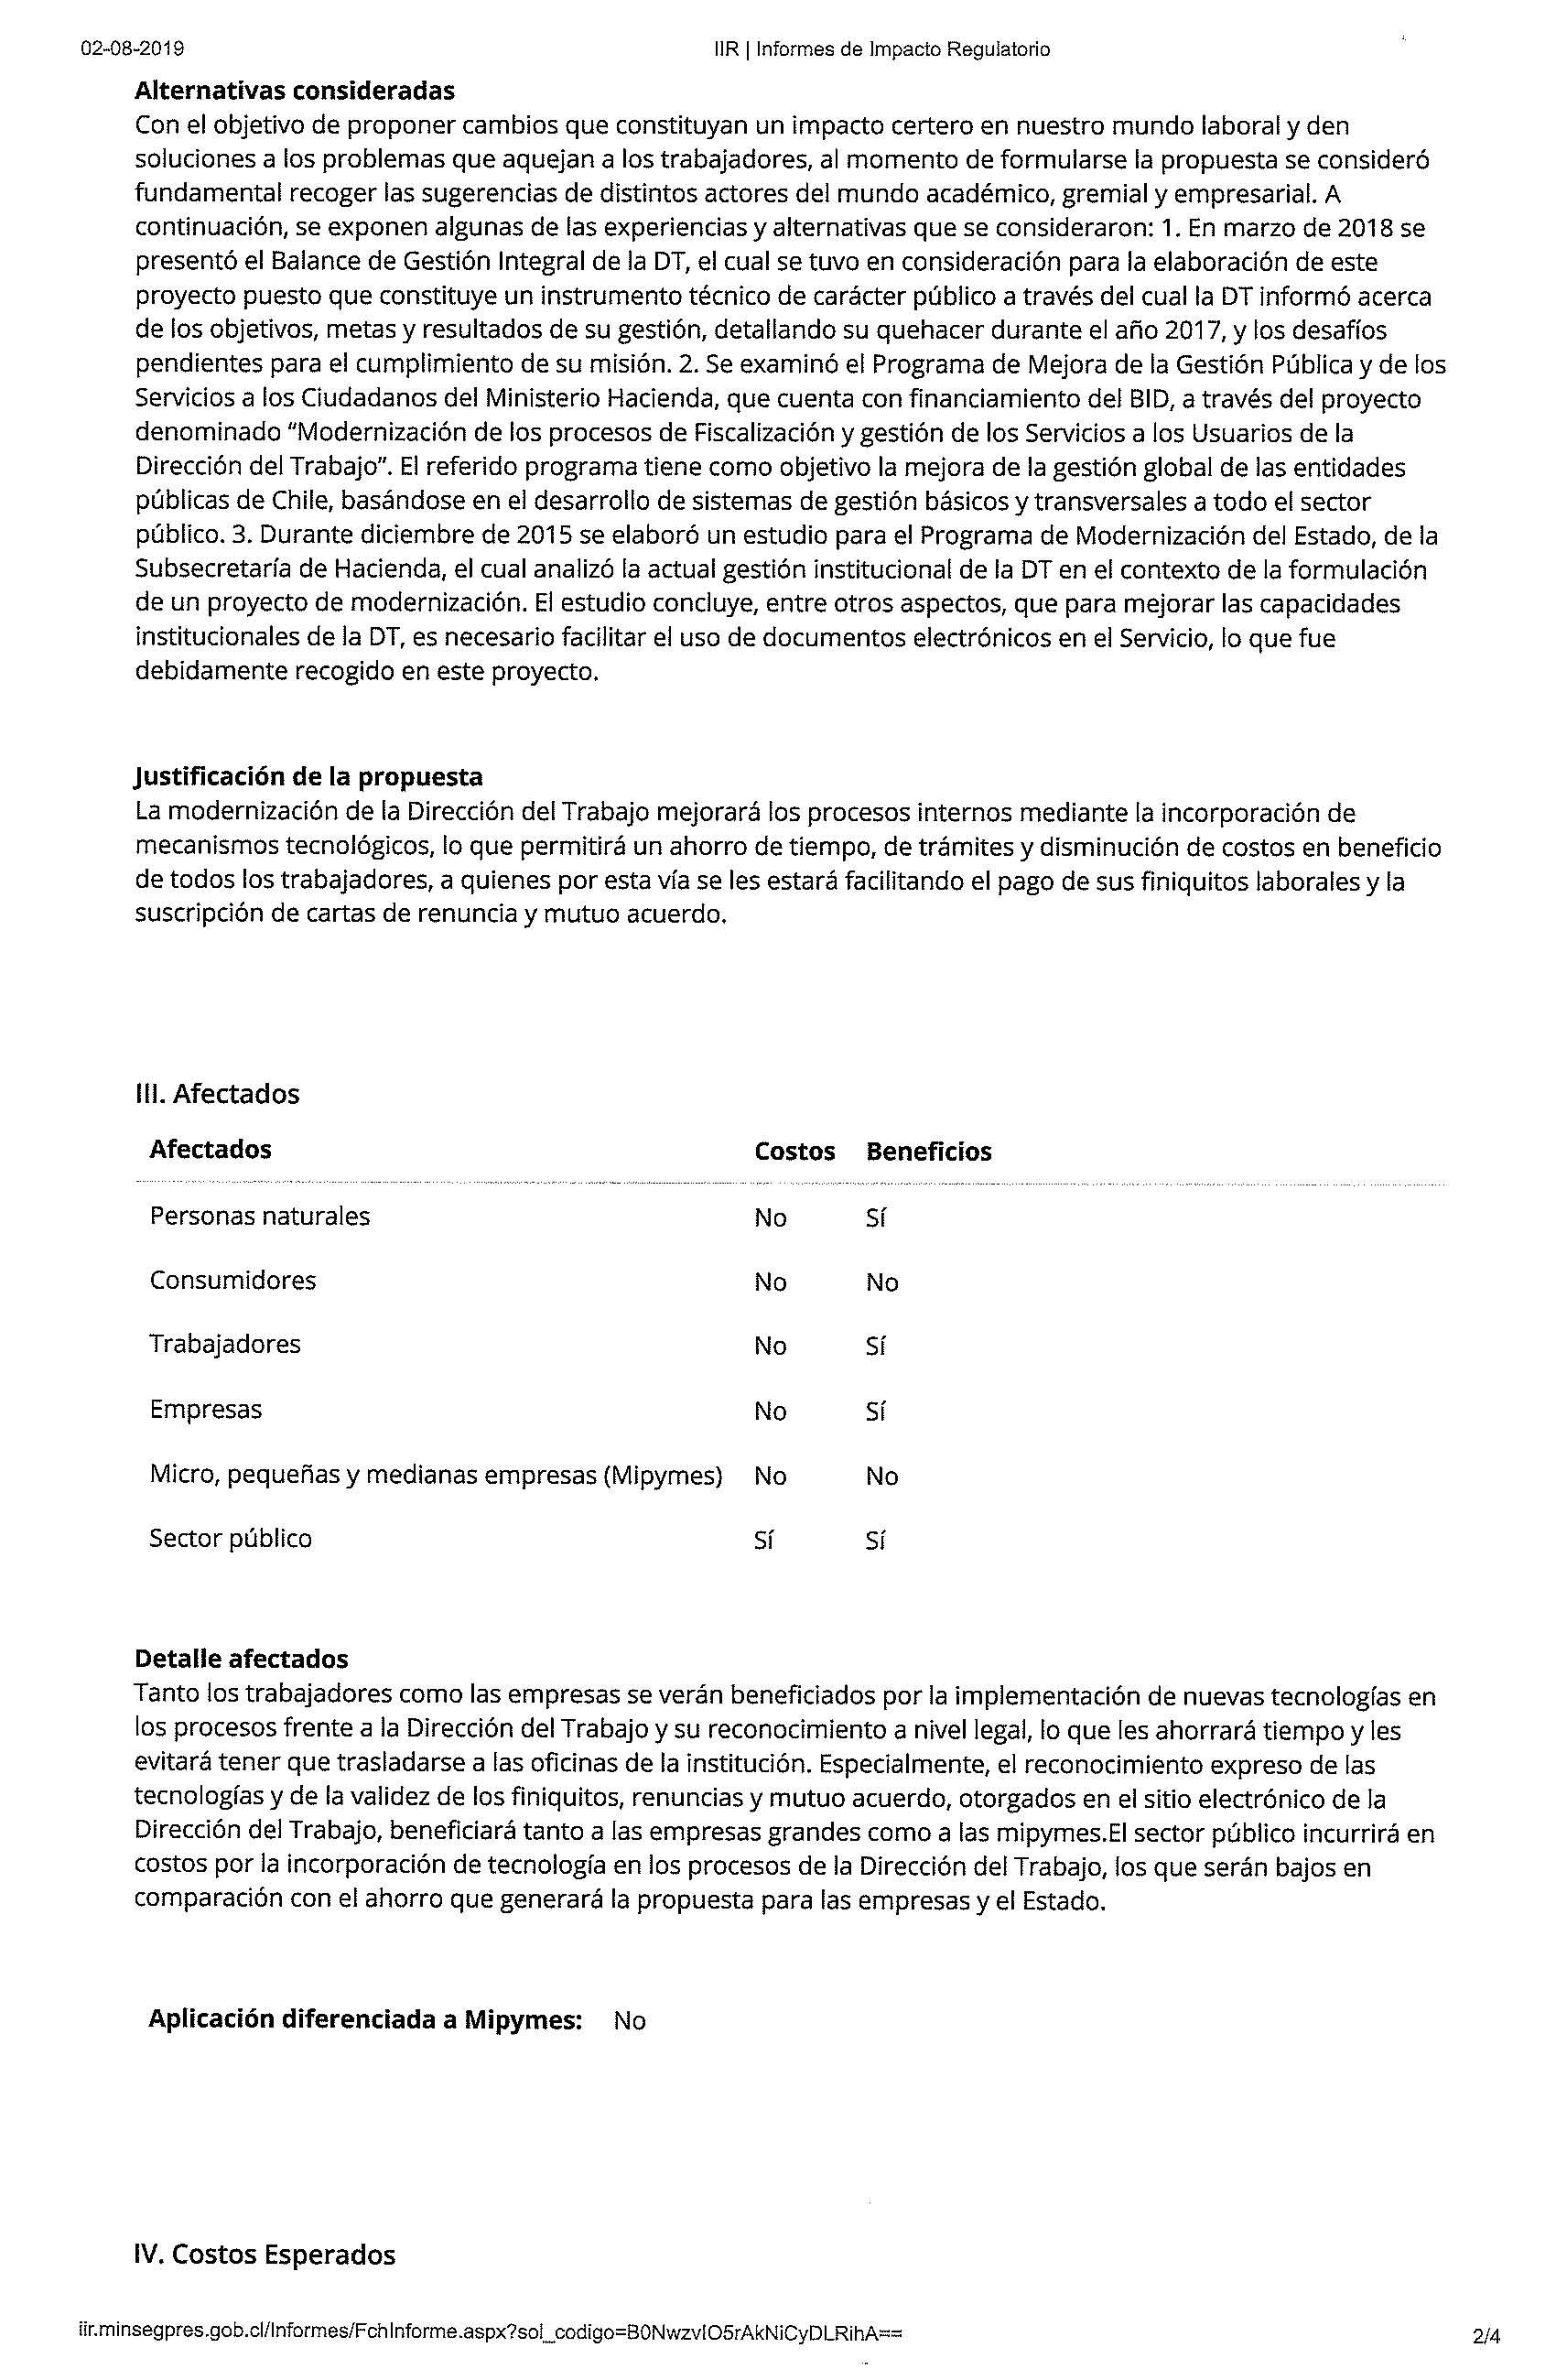 02-08-2019 IIR | Informes de Impacto Regulatorio
Alternativas consideradas
Con el objetivo de proponer cambios que constituyan un impacto certero en nuestro mundo laboral y den
soluciones a los problemas que aquejan a los trabajadores, al momento de formularse la propuesta se consideró
fundamental recoger las sugerencias de distintos actores del mundo académico, gremial y empresarial. A
continuación, se exponen algunas de las experiencias y alternativas que se consideraron: 1. En marzo de 2018 se
presentó el Balance de Gestión Integral de la DT, el cual se tuvo en consideración para la elaboración de este
proyecto puesto que constituye un instrumento técnico de carácter público a través del cual la DT informó acerca
de los objetivos, metas y resultados de su gestión, detallando su quehacer durante el año 2017, y los desafíos
pendientes para el cumplimiento de su misión. 2. Se examinó el Programa de Mejora de la Gestión Pública y de los
Servicios a los Ciudadanos del Ministerio Hacienda, que cuenta con financiamiento del BID, a través del proyecto
denominado "Modernización de los procesos de Fiscalización y gestión de los Servicios a los Usuarios de la
Dirección del Trabajo". El referido programa tiene como objetivo la mejora de la gestión global de las entidades
públicas de Chile, basándose en el desarrollo de sistemas de gestión básicos y transversales a todo el sector
público. 3. Durante diciembre de 2015 se elaboró un estudio para el Programa de Modernización del Estado, de la
Subsecretaría de Hacienda, el cual analizó la actual gestión institucional de la DT en el contexto de la formulación
de un proyecto de modernización. El estudio concluye, entre otros aspectos, que para mejorar las capacidades
institucionales de la DT, es necesario facilitar el uso de documentos electrónicos en el Servicio, lo que fue
debidamente recogido en este proyecto.
Justificación de la propuesta
La modernización de la Dirección del Trabajo mejorará los procesos internos mediante la incorporación de
mecanismos tecnológicos, lo que permitirá un ahorro de tiempo, de trámites y disminución de costos en beneficio
de todos los trabajadores, a quienes por esta vía se les estará facilitando el pago de sus finiquitos laborales y la
suscripción de cartas de renuncia y mutuo acuerdo.
III. Afectados
Afectados Costos Beneficios
Personas naturales No Sí
Consumidores No No
Trabajadores No Sí
Empresas No Sí
Micro, pequeñas y medianas empresas (Mipymes) No No
Sector público Sí Sí
Detalle afectados
Tanto los trabajadores como las empresas se verán beneficiados por la implementación de nuevas tecnologías en
los procesos frente a la Dirección del Trabajo y su reconocimiento a nivel legal, lo que les ahorrará tiempo y les
evitará tener que trasladarse a las oficinas de la institución. Especialmente, el reconocimiento expreso de las
tecnologías y de la validez de los finiquitos, renuncias y mutuo acuerdo, otorgados en el sitio electrónico de la
Dirección del Trabajo, beneficiará tanto a las empresas grandes como a las mipymes.El sector público incurrirá en
costos por la incorporación de tecnología en los procesos de la Dirección del Trabajo, los que serán bajos en
comparación con el ahorro que generará la propuesta para las empresas y el Estado.
Aplicación diferenciada a Mipymes: No
IV. Costos Esperados
iir.minsegpres.gob.cl/Informes/FchInforme.aspx?sol_codigo=B0NwzvIO5rAkNiCyDLRihA== 2/4